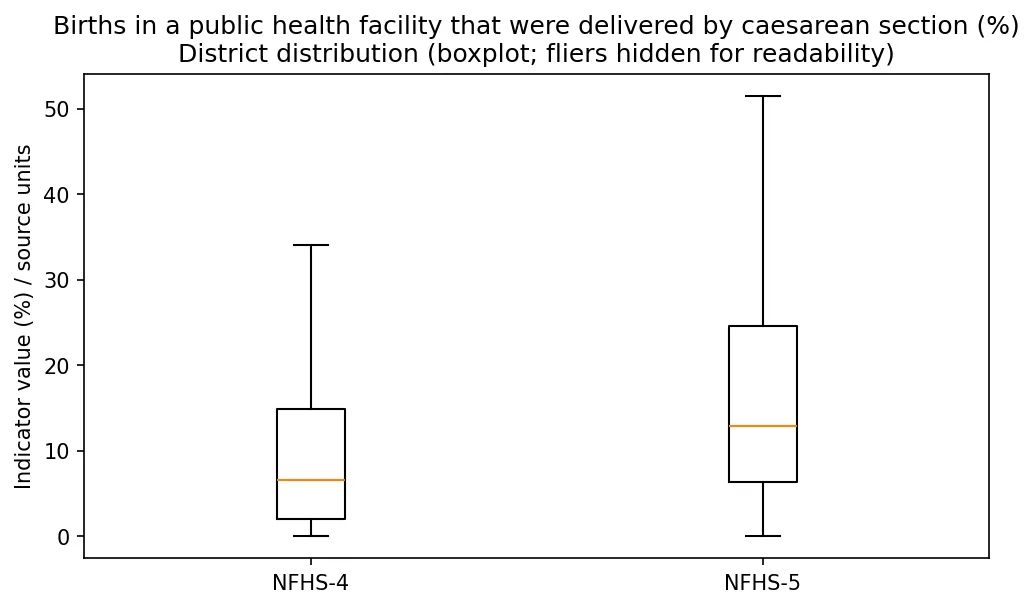 Births in a public health facility that were delivered by caesarean section (%)
District distribution (boxplot; fliers hidden for readability)
Indicator value (%) / source units
50
40
30
20
10
0
NFHS-4
NFHS-5